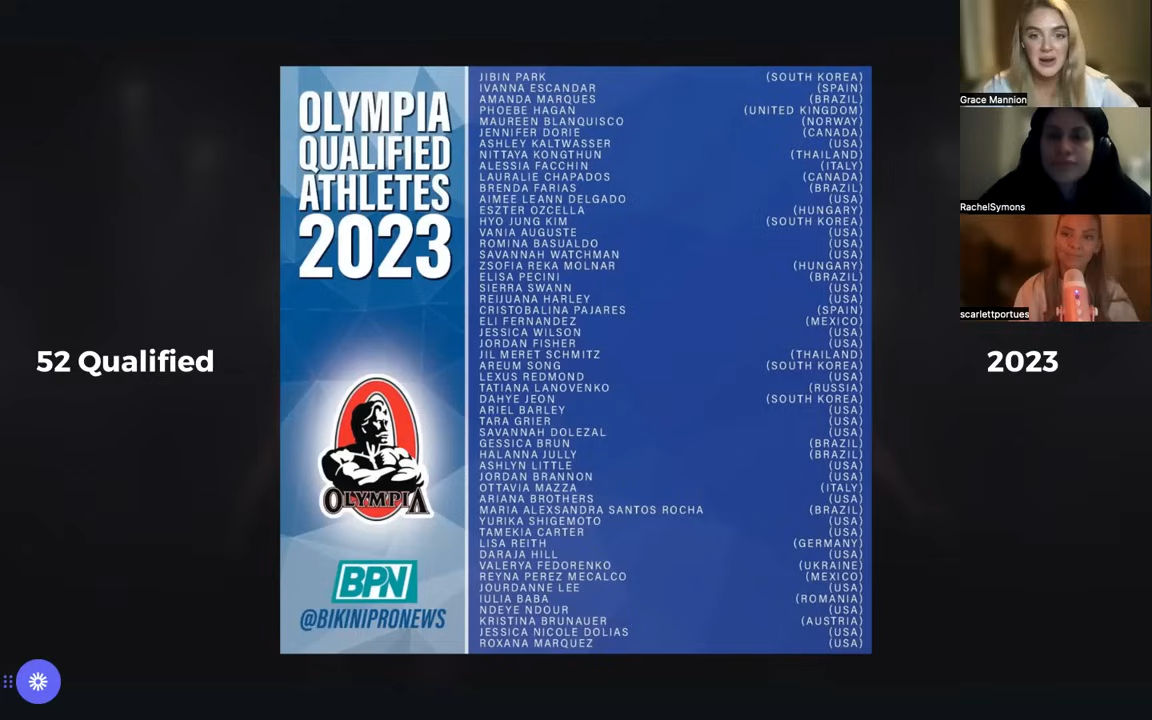 OLYMPIA
QUALIFIED
ATHLETES
2023
OLYMPIA
BPN
@BIKINIPRONEWS
52 Qualified
JIBIN PARK (SOUTH KOREA)
IVANNA ESCANDAR (SPAIN)
AMANDA MARQUES (BRAZIL)
PHOEBE HAGAN (UNITED KINGDOM)
MAUREEN BLANQUISCO (NORWAY)
JENNIFER DORIE (CANADA)
ASHLEY KALTWASSER (USA)
NITTAYA KONGTHUN (THAILAND)
ALESSIA FACCHIN (ITALY)
LAURALIE CHAPADOS (CANADA)
BRENDA FARIAS (BRAZIL)
AIMEE LEANN DELGADO (USA)
ESZTER OZCELLA (HUNGARY)
HYO JUNG KIM (SOUTH KOREA)
VANIA AUGUSTE (USA)
ROMINA BASUALDO (USA)
SAVANNAH WATCHMAN (USA)
ZSOFIA REKA MOLNAR (HUNGARY)
ELISA PECINI (BRAZIL)
SIERRA SWANN (USA)
REIJUANA HARLEY (USA)
CRISTOBALINA PAJARES (SPAIN)
ELI FERNANDEZ (MEXICO)
JESSICA WILSON (USA)
JORDAN FISHER (USA)
JIL MERET SCHMITZ (THAILAND)
AREUM SONG (SOUTH KOREA)
LEXUS REDMOND (USA)
TATIANA LANOVENKO (RUSSIA)
DAHYE JEON (SOUTH KOREA)
ARIEL BARLEY (USA)
TARA GRIER (USA)
SAVANNAH DOLEZAL (USA)
GESSICA BRUN (BRAZIL)
HALANNA JULLY (BRAZIL)
ASHLYN LITTLE (USA)
JORDAN BRANNON (USA)
OTTAVIA MAZZA (ITALY)
ARIANA BROTHERS (USA)
MARIA ALEXSANDRA SANTOS ROCHA (BRAZIL)
YURIKA SHIGEMOTO (USA)
TAMEKIA CARTER (USA)
LISA REITH (GERMANY)
DARAJA HILL (USA)
VALERYA FEDORENKO (UKRAINE)
REYNA PEREZ MECALCO (MEXICO)
JOURDANNE LEE (USA)
IULIA BABA (ROMANIA)
NDEYE NDOUR (USA)
KRISTINA BRUNAUER (AUSTRIA)
JESSICA NICOLE DOLIAS (USA)
ROXANA MARQUEZ (USA)
2023
Grace Mannion
RachelSymons
scarlettportues